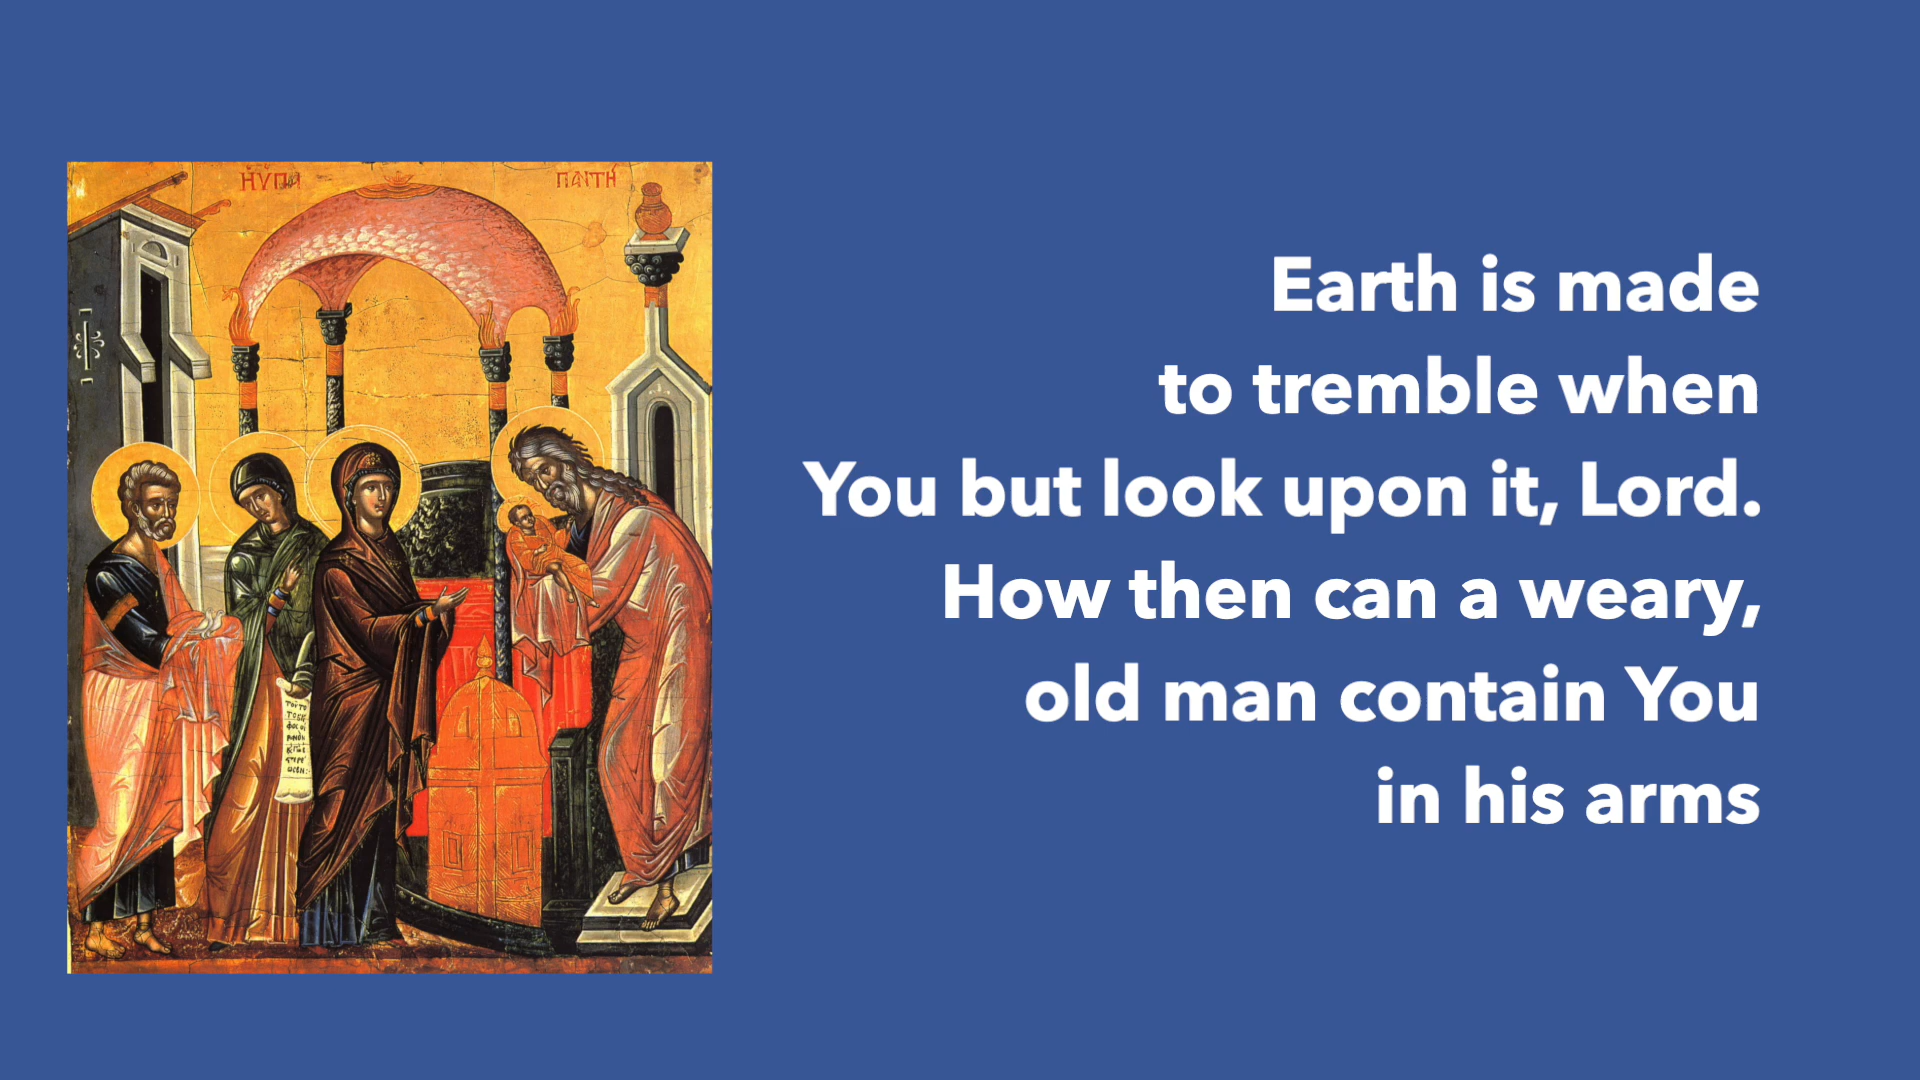 Η ΥΠΑ ΠΑΝΤΗ
Earth is made
to tremble when
You but look upon it, Lord.
How then can a weary,
old man contain You
in his arms